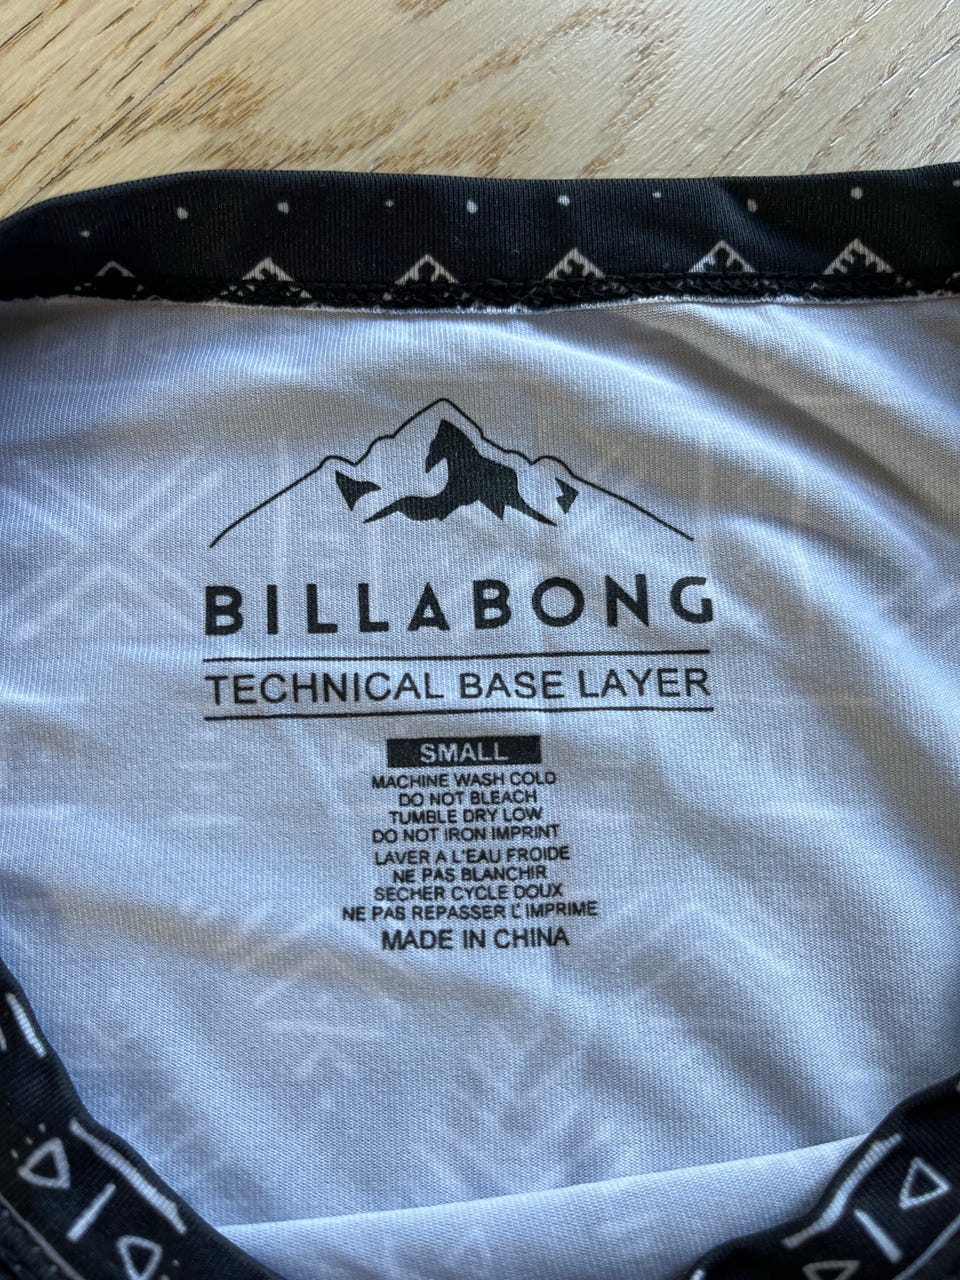 BILLABONG
TECHNICAL BASE LAYER
SMALL
MACHINE WASH COLD
DO NOT BLEACH
TUMBLE DRY LOW
DO NOT IRON IMPRINT
LAVER A L'EAU FROIDE
NE PAS BLANCHIR
SECHER CYCLE DOUX
NE PAS REPASSER L'IMPRIME
MADE IN CHINA